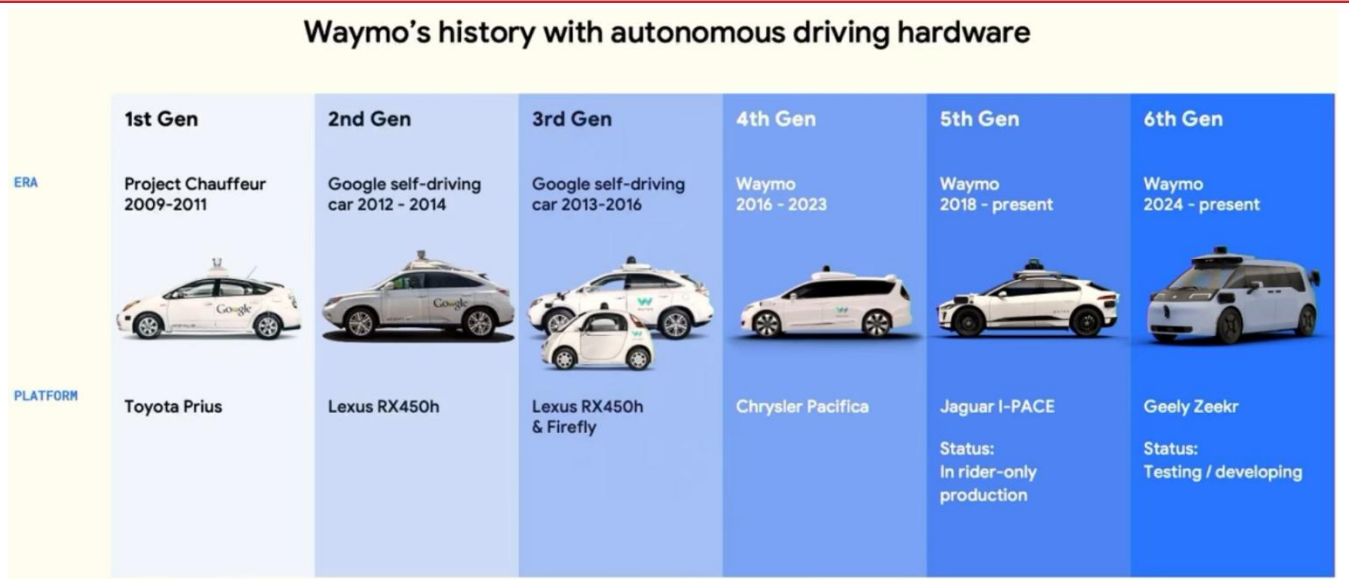 Waymo's history with autonomous driving hardware
1st Gen
2nd Gen
3rd Gen
4th Gen
5th Gen
6th Gen
ERA
Project Chauffeur
2009-2011
Google self-driving
car 2012 - 2014
Google self-driving
car 2013-2016
Waymo
2016 - 2023
Waymo
2018 - present
Waymo
2024 - present
Google
Google
PLATFORM
Toyota Prius
Lexus RX450h
Lexus RX450h
& Firefly
Chrysler Pacifica
Jaguar I-PACE
Status:
In rider-only
production
Geely Zeekr
Status:
Testing / developing